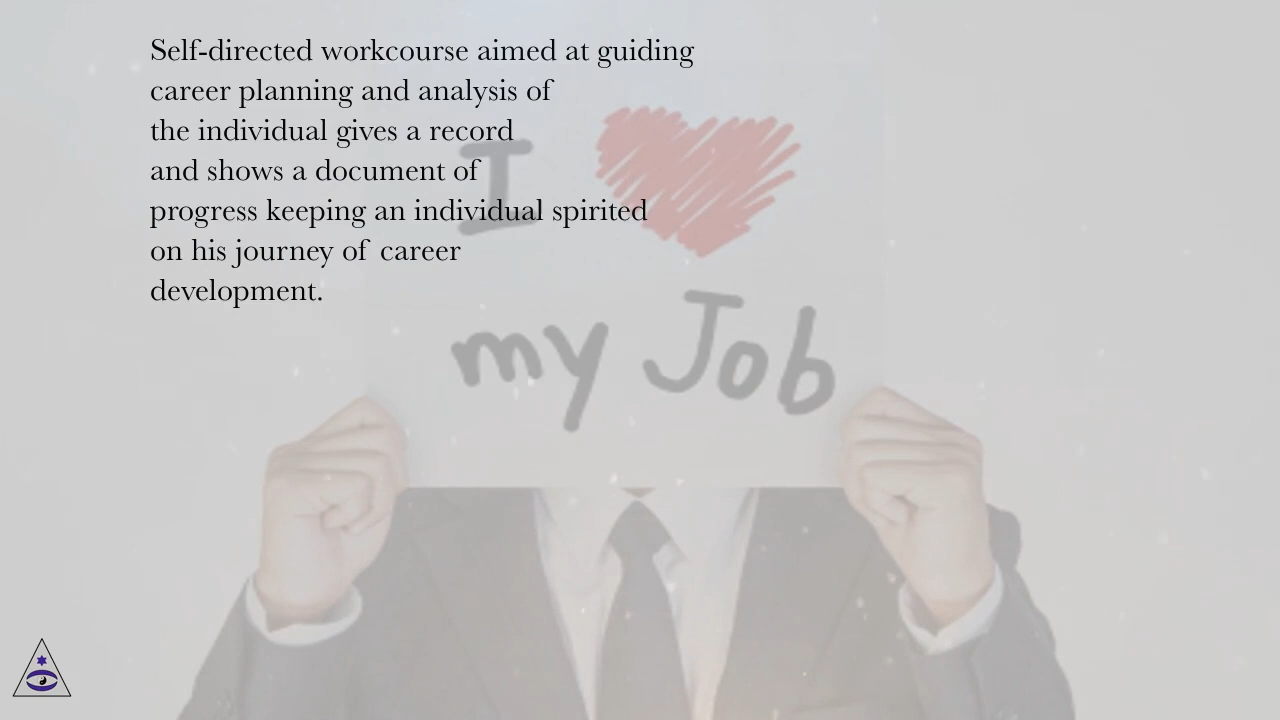 Self-directed workcourse aimed at guiding
career planning and analysis of
the individual gives a record
and shows a document of
progress keeping an individual spirited
on his journey of career
development.
I
my Job